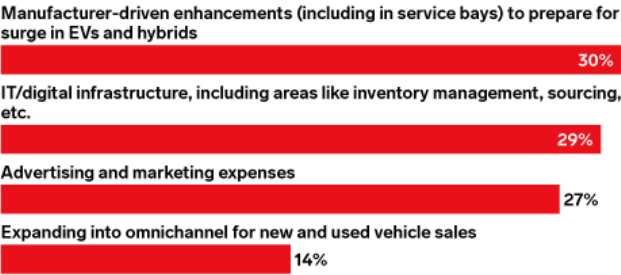 Manufacturer-driven enhancements (including in service bays) to prepare for
surge in EVs and hybrids
30%
IT/digital infrastructure, including areas like inventory management, sourcing,
etc.
29%
Advertising and marketing expenses
27%
Expanding into omnichannel for new and used vehicle sales
14%